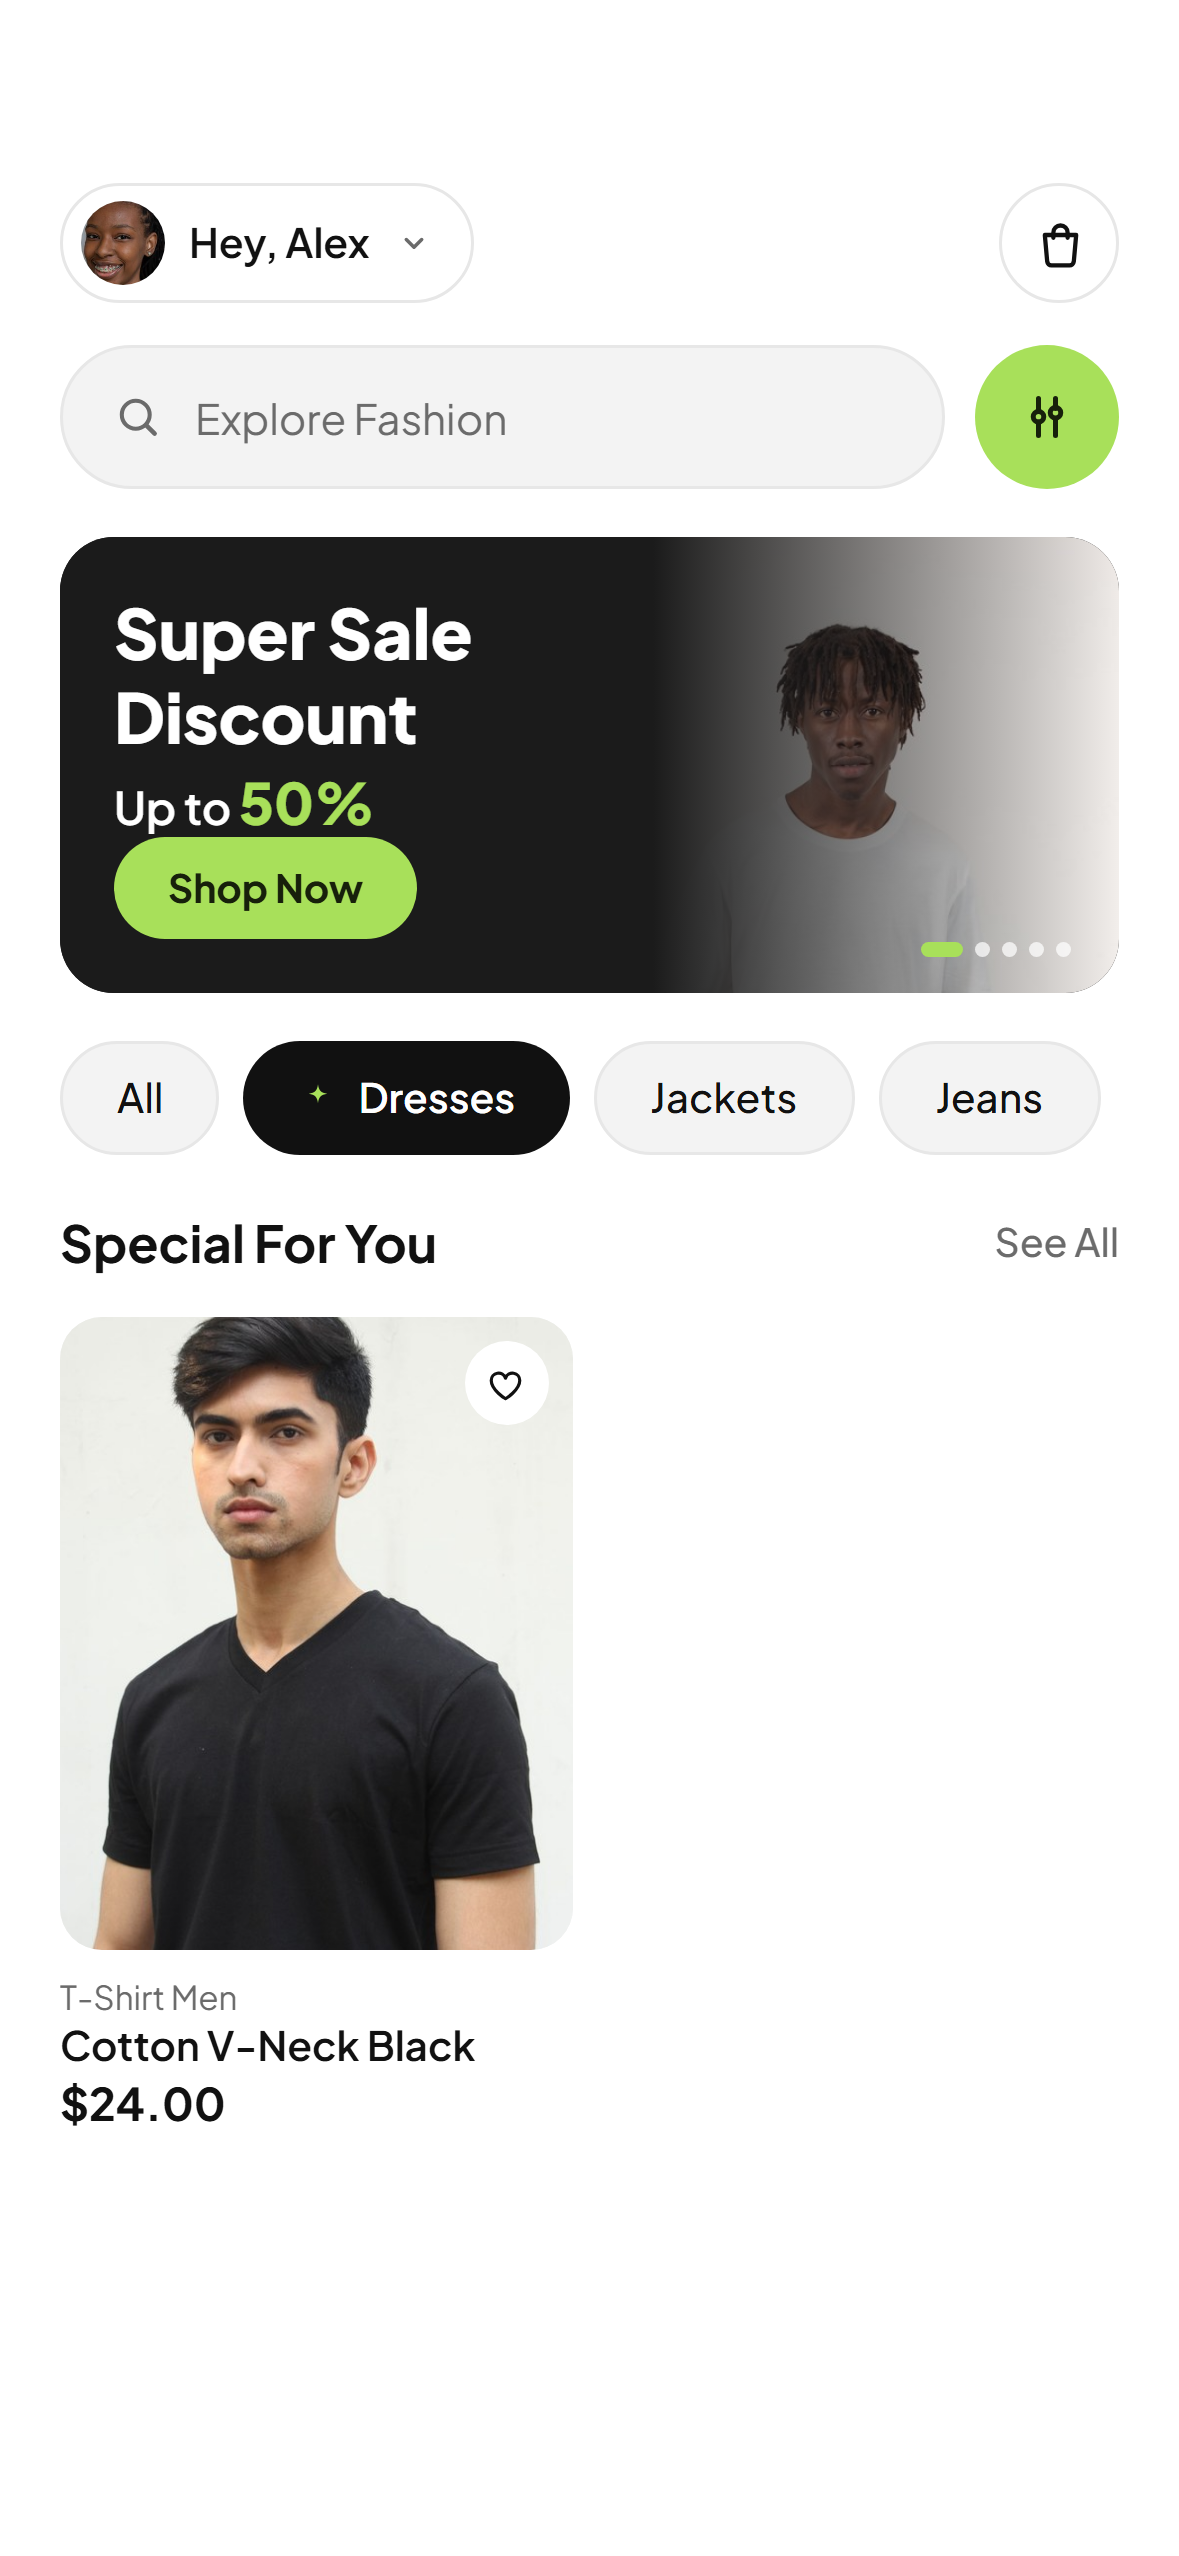 Hey, Alex
Explore Fashion
Super Sale
Discount
Up to 50%
Shop Now
All
Dresses
Jackets
Jeans
Special For You
See All
T-Shirt Men
Cotton V-Neck Black
$24.00